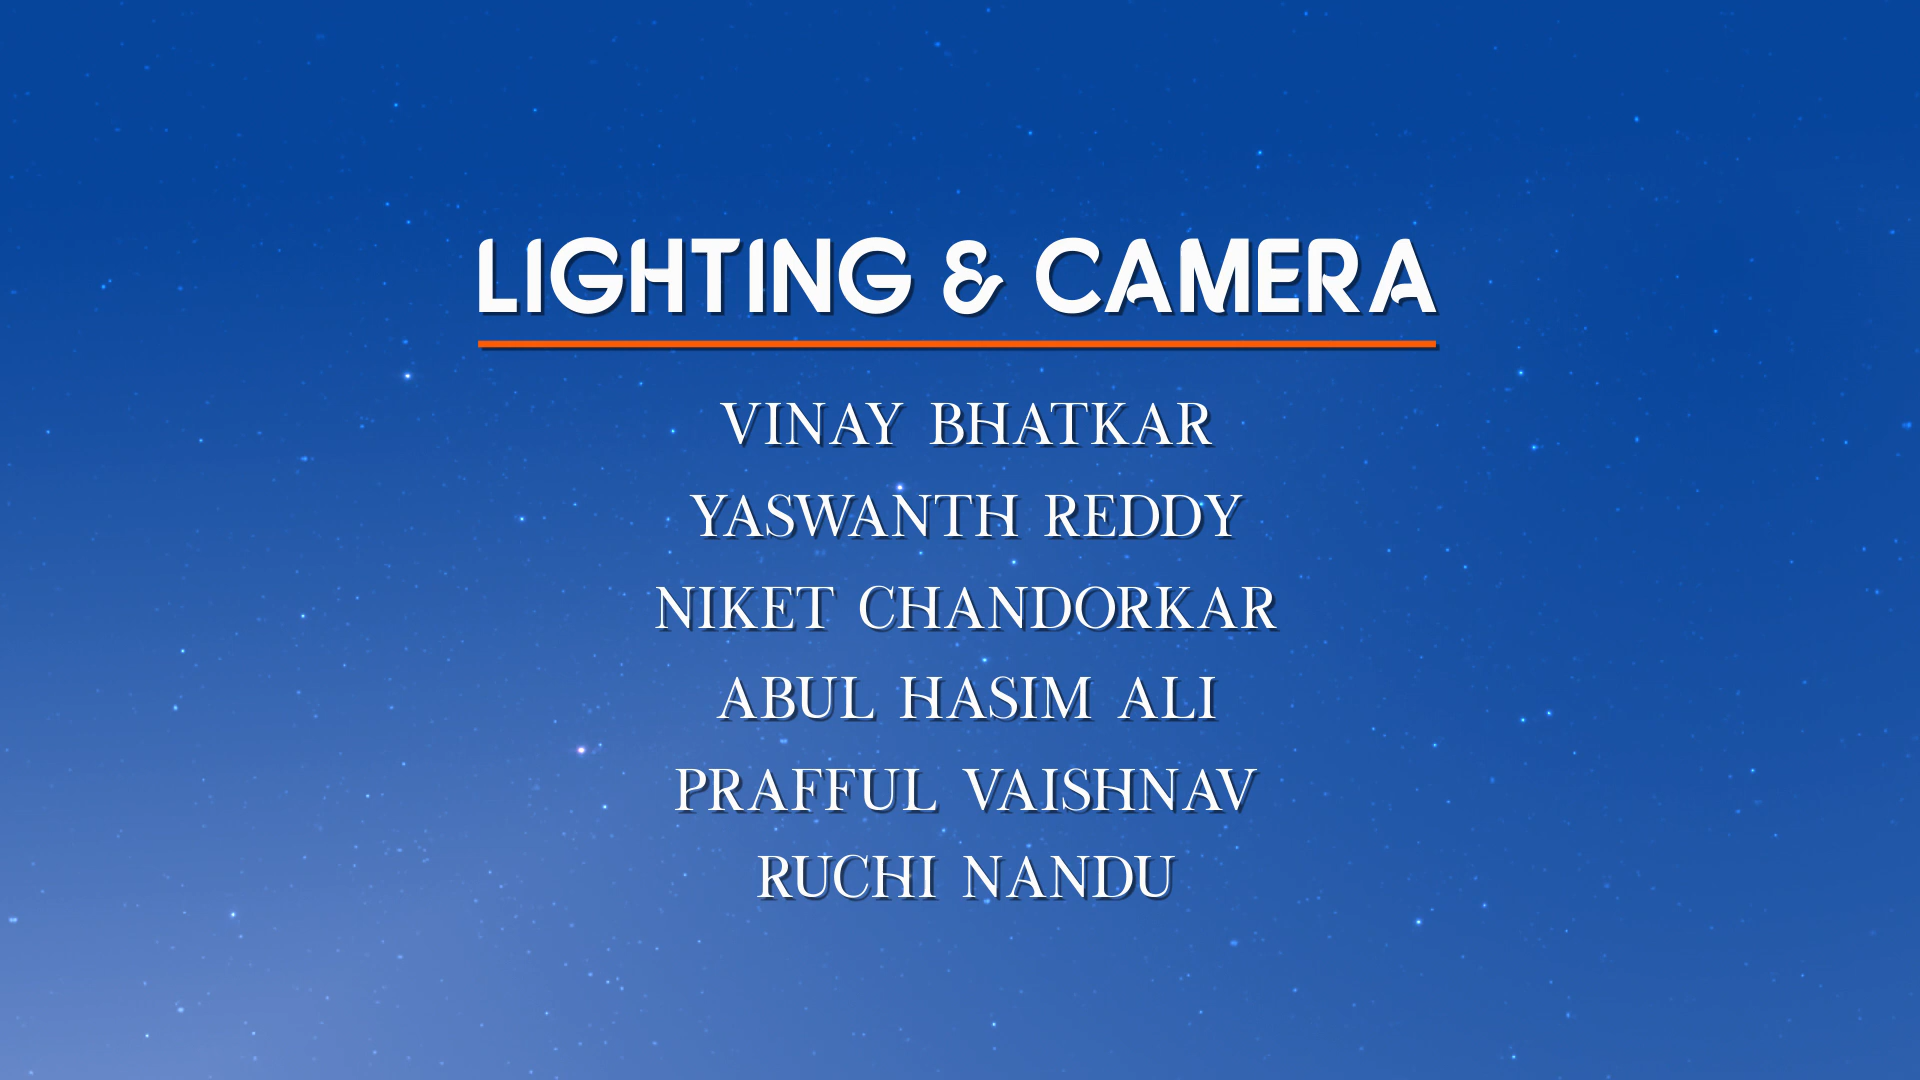 LIGHTING & CAMERA
VINAY BHATKAR
YASWANTH REDDY
NIKET CHANDORKAR
ABUL HASIM ALI
PRAFFUL VAISHNAV
RUCHI NANDU